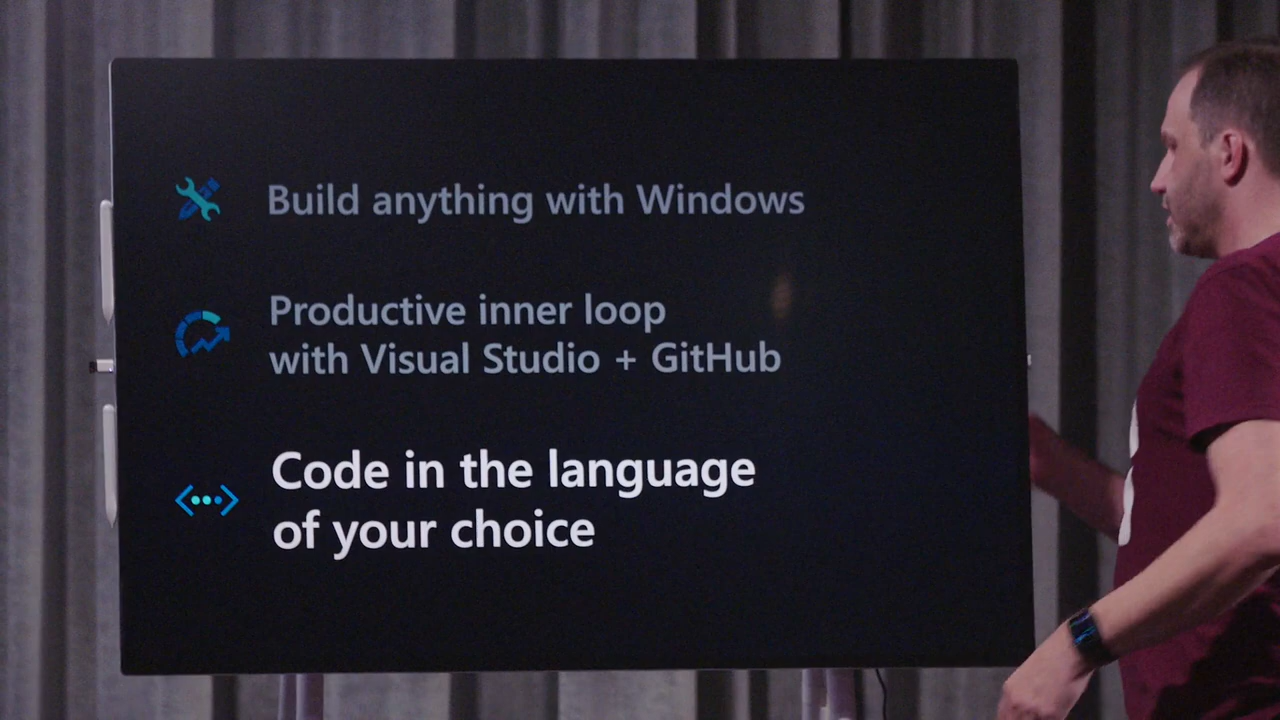 Build anything with Windows
Productive inner loop
with Visual Studio + GitHub
Code in the language
of your choice